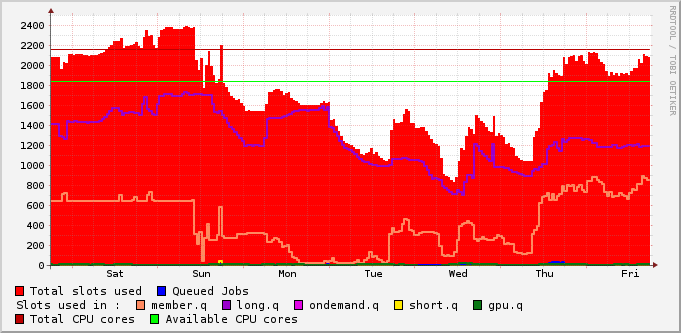 RRDTOOL / TOBI OETIKER
2400
2200
2000
1800
1600
1400
1200
1000
800
600
400
200
0
Sat Sun Mon Tue Wed Thu Fri
Total slots used Queued Jobs
Slots used in : member.q long.q ondemand.q short.q gpu.q
Total CPU cores Available CPU cores